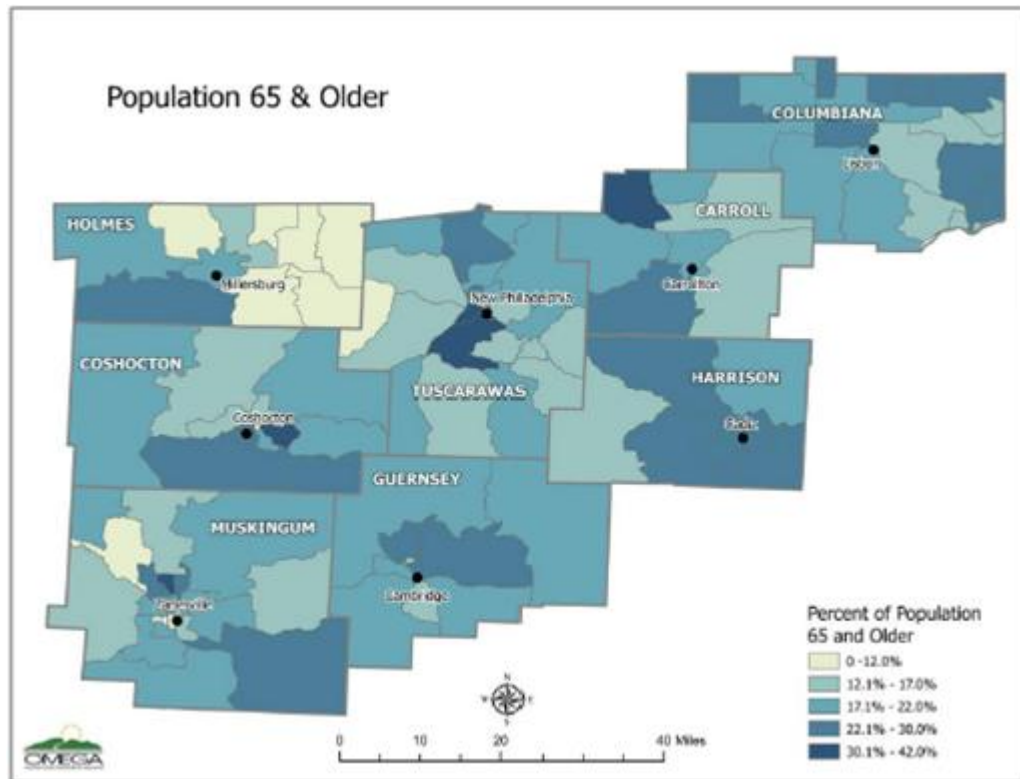 Population 65 & Older
COLUMBIANA
Lisbon
CARROLL
HOLMES
Carrollton
Millersburg
New Philadelphia
COSHOCTON
HARRISON
TUSCARAWAS
Coshocton
Cadiz
GUERNSEY
MUSKINGUM
Cambridge
Zanesville
Percent of Population
65 and Older
0 -12.0%
12.1% - 17.0%
17.1% - 22.0%
22.1% - 30.0%
30.1% - 42.0%
N
W E
S
0 10 20 40 Miles
OMEGA